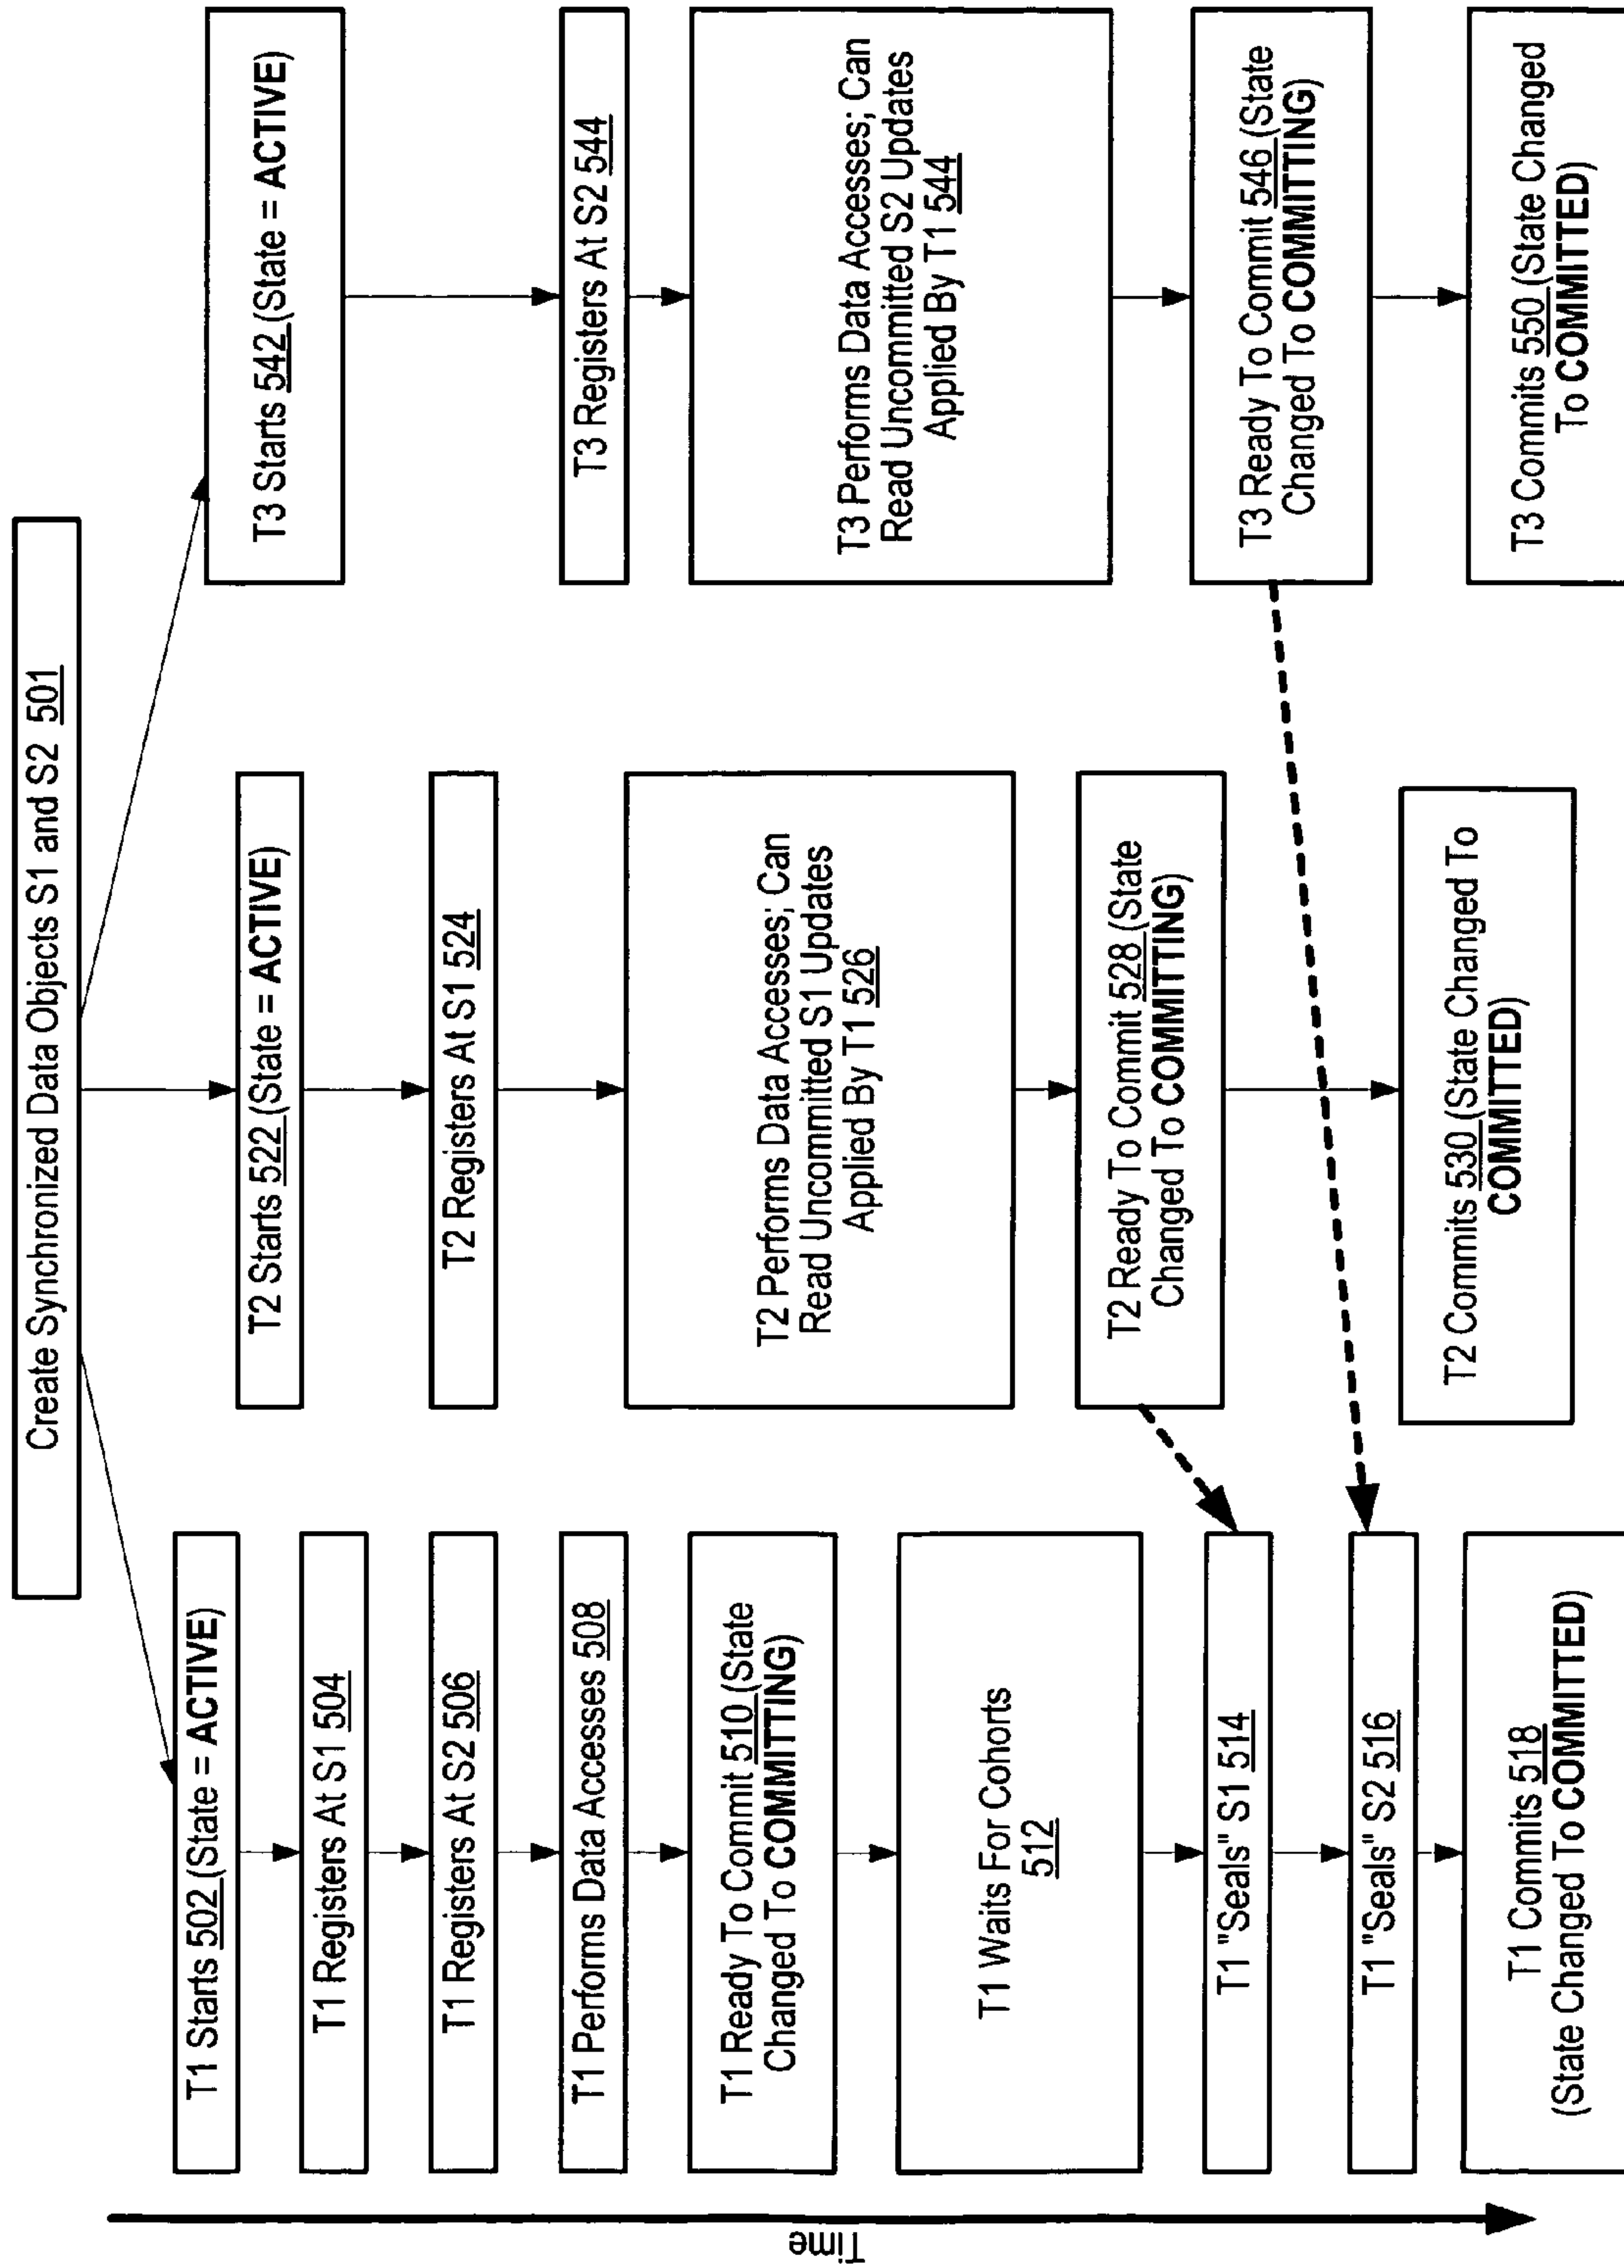 Create Synchronized Data Objects S1 and S2 501
T1 Starts 502 (State = ACTIVE)
T1 Registers At S1 504
T1 Registers At S2 506
T1 Performs Data Accesses 508
T1 Ready To Commit 510 (State
Changed To COMMITTING)
T1 Waits For Cohorts
512
T1 "Seals" S1 514
T1 "Seals" S2 516
T1 Commits 518
(State Changed To COMMITTED)
T2 Starts 522 (State = ACTIVE)
T2 Registers At S1 524
T2 Performs Data Accesses; Can
Read Uncommitted S1 Updates
Applied By T1 526
T2 Ready To Commit 528 (State
Changed To COMMITTING)
T2 Commits 530 (State Changed To
COMMITTED)
T3 Starts 542 (State = ACTIVE)
T3 Registers At S2 544
T3 Performs Data Accesses; Can
Read Uncommitted S2 Updates
Applied By T1 544
T3 Ready To Commit 546 (State
Changed To COMMITTING)
T3 Commits 550 (State Changed
To COMMITTED)
Time